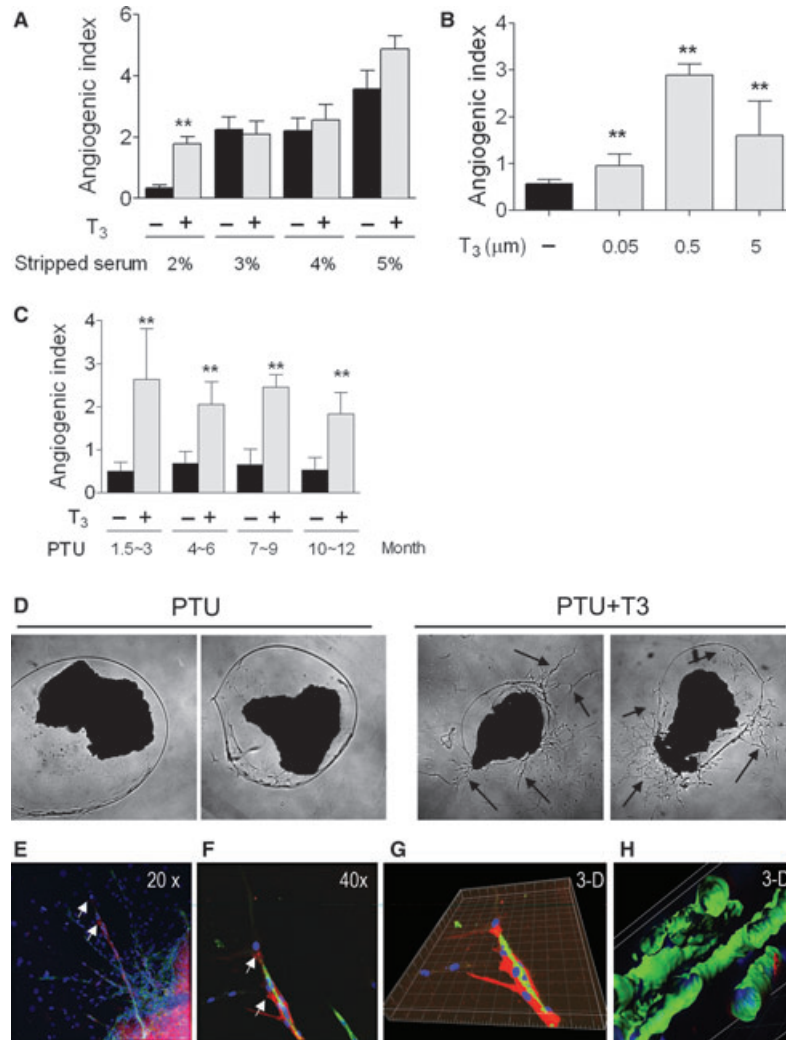 A
Angiogenic index
6
4
2
0
**
T3 − + − + − + − +
Stripped serum 2% 3% 4% 5%
B
Angiogenic index
4
3
2
1
0
** ** **
T3 (μm) − 0.05 0.5 5
C
Angiogenic index
4
3
2
1
0
** ** ** **
T3 − + − + − + − +
PTU 1.5~3 4~6 7~9 10~12 Month
D
PTU PTU+T3
E F G H
20 x 40x 3-D 3-D